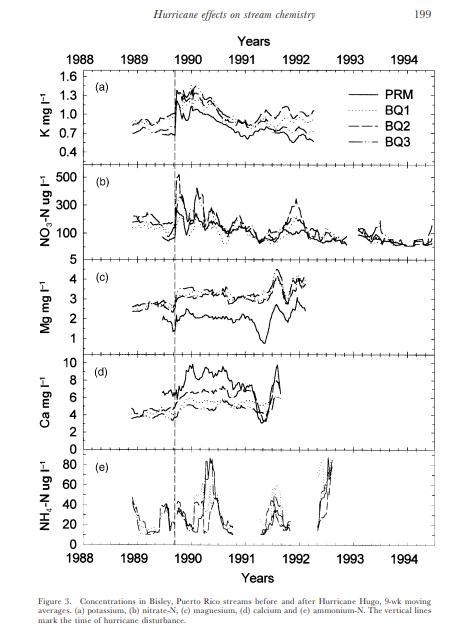 Hurricane effects on stream chemistry 199
Years
1988 1989 1990 1991 1992 1993 1994
1.6
1.3
1.0
0.7
0.4
K mg l⁻¹
(a)
PRM
BQ1
BQ2
BQ3
500
300
100
5
NO₃-N ug l⁻¹
(b)
4
3
2
1
Mg mg l⁻¹
(c)
10
8
6
4
2
0
Ca mg l⁻¹
(d)
80
60
40
20
0
NH₄-N ug l⁻¹
(e)
1988 1989 1990 1991 1992 1993 1994
Years
Figure 3. Concentrations in Bisley, Puerto Rico streams before and after Hurricane Hugo, 9-wk moving
averages. (a) potassium, (b) nitrate-N, (c) magnesium, (d) calcium and (e) ammonium-N. The vertical lines
mark the time of hurricane disturbance.